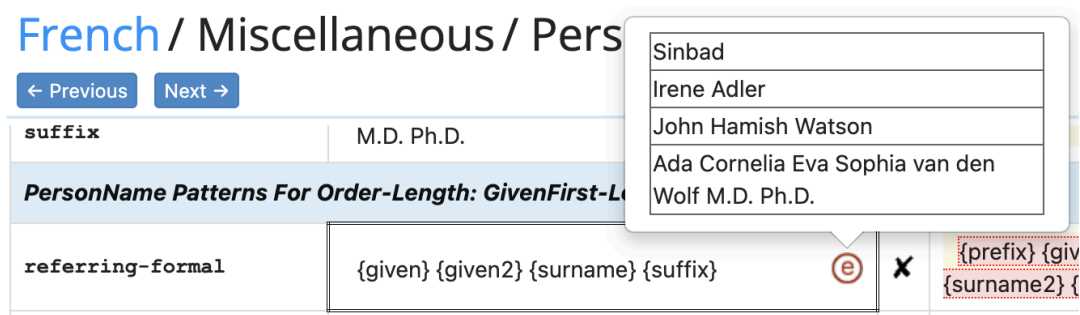 French / Miscellaneous / Pers
← Previous
Next →
Sinbad
Irene Adler
John Hamish Watson
Ada Cornelia Eva Sophia van den
Wolf M.D. Ph.D.
suffix
M.D. Ph.D.
PersonName Patterns For Order-Length: GivenFirst-Lo
referring-formal
{given} {given2} {surname} {suffix}
ⓔ
✘
{prefix} {giv
{surname2} {